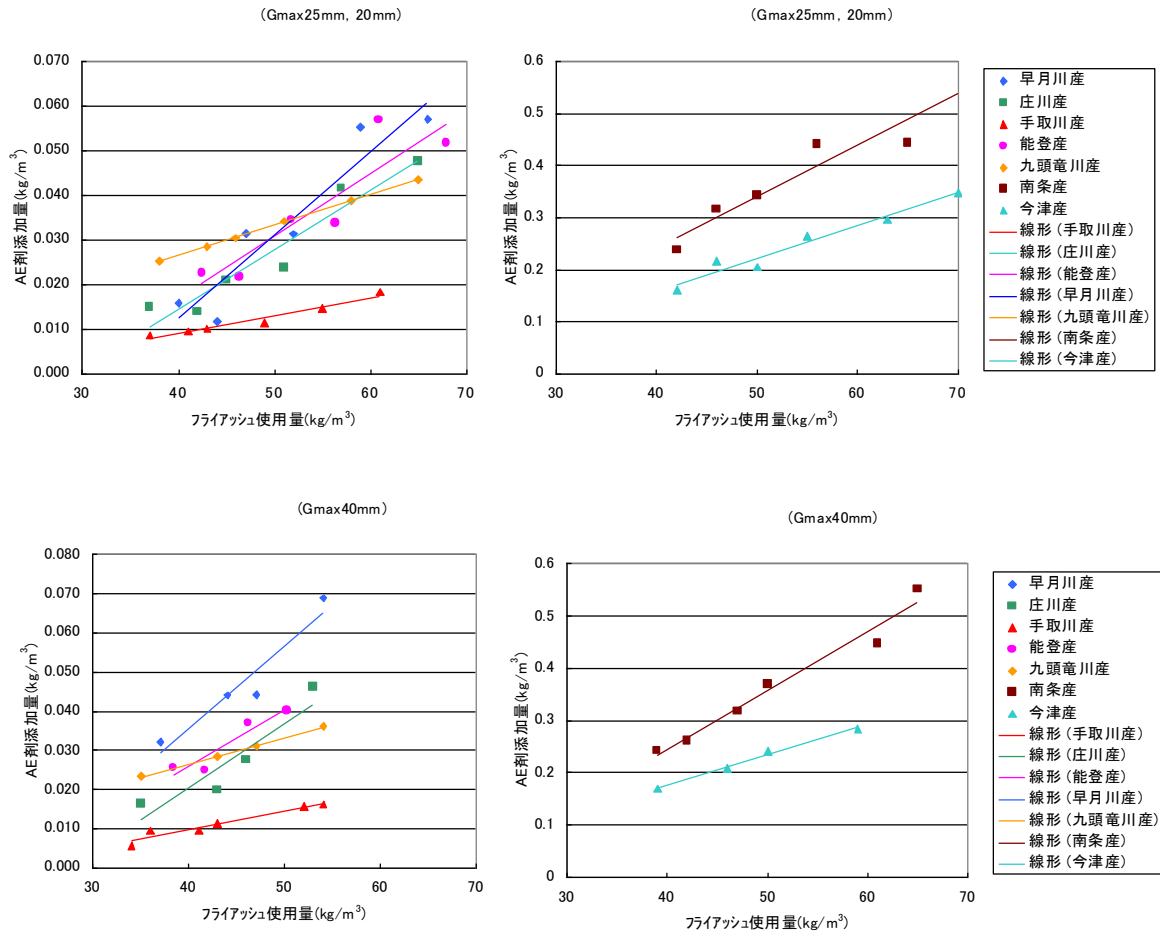 (Gmax25mm, 20mm)
AE剤添加量(kg/m³)
0.070
0.060
0.050
0.040
0.030
0.020
0.010
0.000
30 40 50 60 70
フライアッシュ使用量(kg/m³)
(Gmax25mm, 20mm)
AE剤添加量(kg/m³)
0.6
0.5
0.4
0.3
0.2
0.1
0
30 40 50 60 70
フライアッシュ使用量(kg/m³)
早月川産
庄川産
手取川産
能登産
九頭竜川産
南条産
今津産
線形 (手取川産)
線形 (庄川産)
線形 (能登産)
線形 (早月川産)
線形 (九頭竜川産)
線形 (南条産)
線形 (今津産)
(Gmax40mm)
AE剤添加量(kg/m³)
0.080
0.070
0.060
0.050
0.040
0.030
0.020
0.010
0.000
30 40 50 60 70
フライアッシュ使用量(kg/m³)
(Gmax40mm)
AE剤添加量(kg/m³)
0.6
0.5
0.4
0.3
0.2
0.1
0
30 40 50 60 70
フライアッシュ使用量(kg/m³)
早月川産
庄川産
手取川産
能登産
九頭竜川産
南条産
今津産
線形 (手取川産)
線形 (庄川産)
線形 (能登産)
線形 (早月川産)
線形 (九頭竜川産)
線形 (南条産)
線形 (今津産)